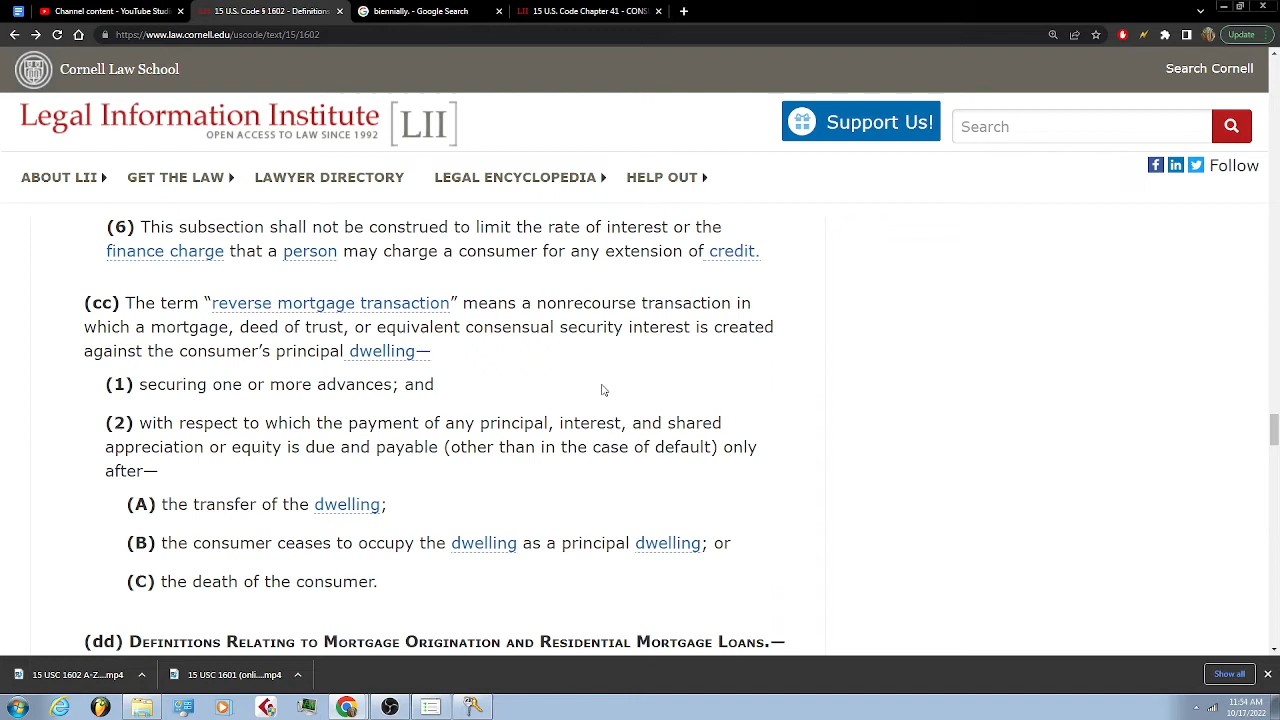 Channel content - YouTube Studi
15 U.S. Code § 1602 - Definitions
biennially. - Google Search
15 U.S. Code Chapter 41 - CONS
https://www.law.cornell.edu/uscode/text/15/1602
Update
Cornell Law School
Search Cornell
Legal Information Institute [LII]
OPEN ACCESS TO LAW SINCE 1992
Support Us!
Search
ABOUT LII
GET THE LAW
LAWYER DIRECTORY
LEGAL ENCYCLOPEDIA
HELP OUT
Follow
(6) This subsection shall not be construed to limit the rate of interest or the
finance charge that a person may charge a consumer for any extension of credit.
(cc) The term “reverse mortgage transaction” means a nonrecourse transaction in
which a mortgage, deed of trust, or equivalent consensual security interest is created
against the consumer’s principal dwelling—
(1) securing one or more advances; and
(2) with respect to which the payment of any principal, interest, and shared
appreciation or equity is due and payable (other than in the case of default) only
after—
(A) the transfer of the dwelling;
(B) the consumer ceases to occupy the dwelling as a principal dwelling; or
(C) the death of the consumer.
(dd) Definitions Relating to Mortgage Origination and Residential Mortgage Loans.—
15 USC 1602 A-Z....mp4
15 USC 1601 (onli....mp4
Show all
11:54 AM
10/17/2022